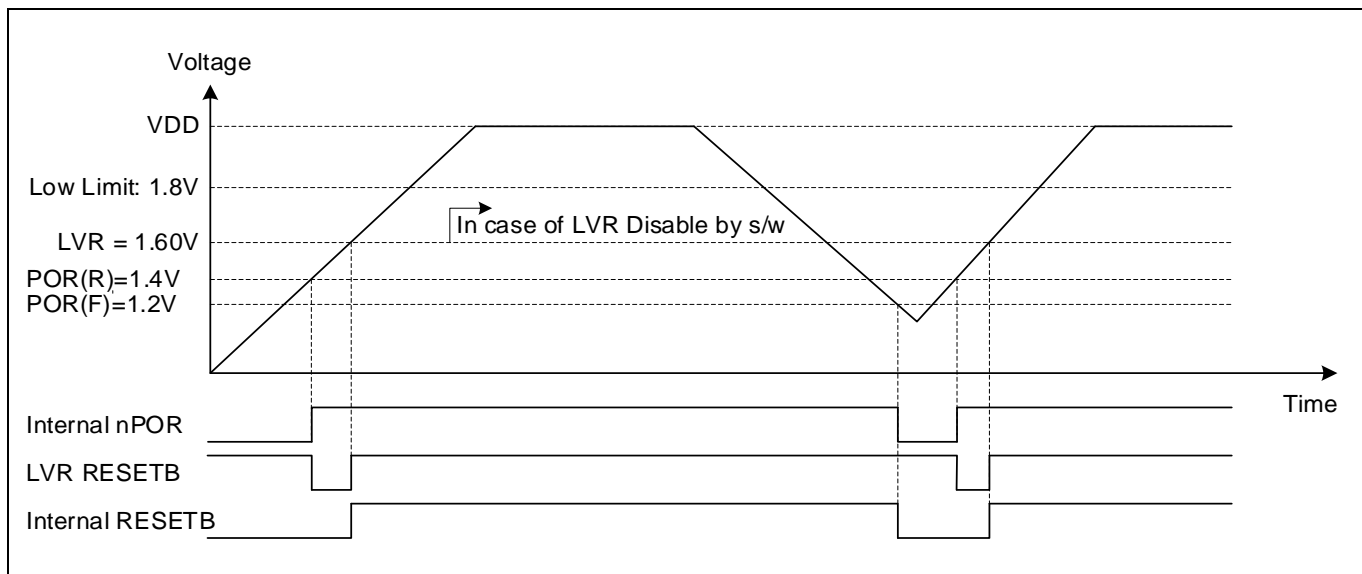 Voltage
VDD
Low Limit: 1.8V
In case of LVR Disable by s/w
LVR = 1.60V
POR(R)=1.4V
POR(F)=1.2V
Time
Internal nPOR
LVR RESETB
Internal RESETB